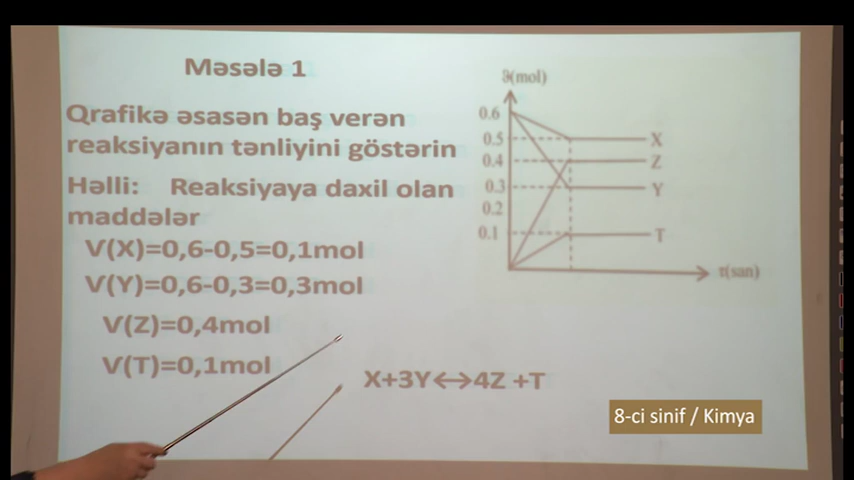 Məsələ 1
Qrafikə əsasən baş verən
reaksiyanın tənliyini göstərin
Həlli: Reaksiyaya daxil olan
maddələr
V(X)=0,6-0,5=0,1mol
V(Y)=0,6-0,3=0,3mol
V(Z)=0,4mol
V(T)=0,1mol
X+3Y↔4Z +T
ϑ(mol)
0.6
0.5
0.4
0.3
0.2
0.1
X
Z
Y
T
τ(san)
8-ci sinif / Kimya